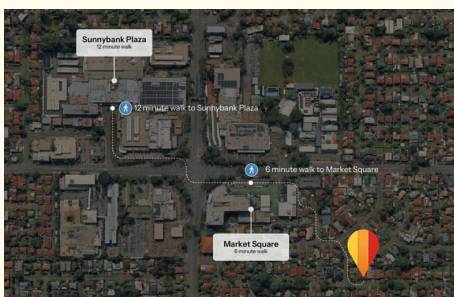 Sunnybank Plaza
12 minute walk
12 minute walk to Sunnybank Plaza
6 minute walk to Market Square
Market Square
6 minute walk